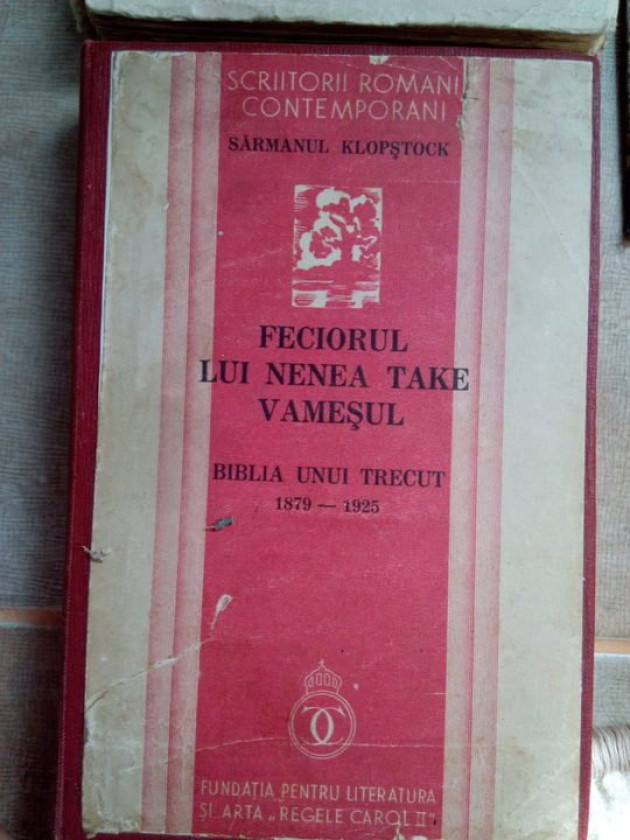 SCRIITORII ROMANI
CONTEMPORANI
SĂRMANUL KLOPȘTOCK
FECIORUL
LUI NENEA TAKE
VAMEȘUL
BIBLIA UNUI TRECUT
1879 — 1925
FUNDAȚIA PENTRU LITERATURA
ȘI ARTA „REGELE CAROL II"